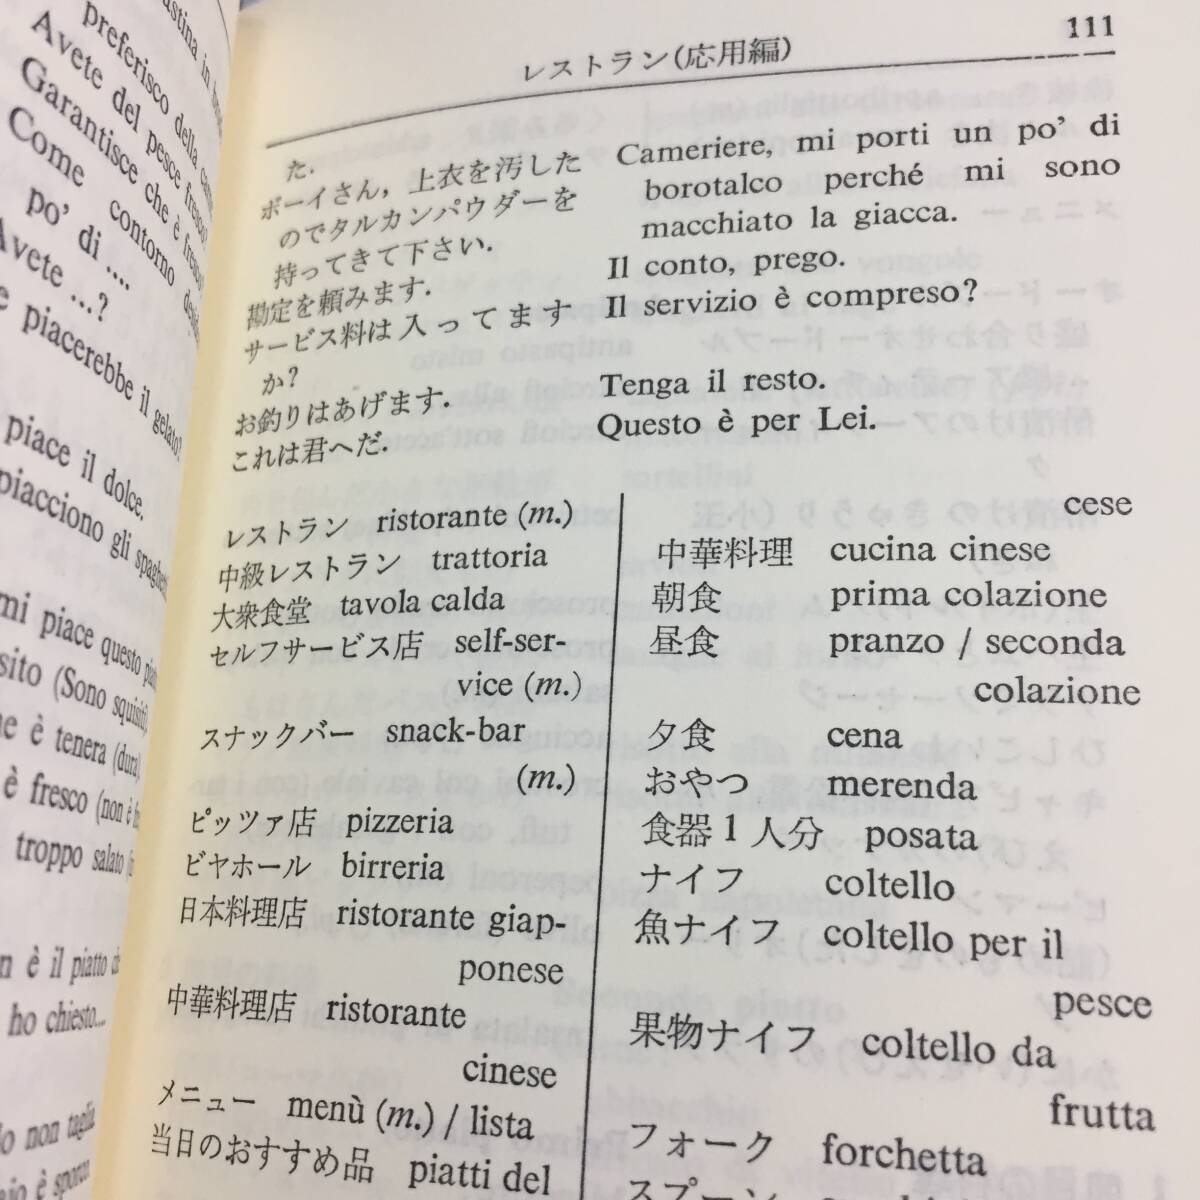 preferisco della
Avete del pesce fresco?
Garantisce che è fresco?
Come contorno
po' di ....
Avete ...?
piacerebbe il gelato?
piace il dolce.
piacciono gli
mi piace questo
(Sono squisiti)
è tenera (dura).
è fresco (non è
troppo salato
è il piatto
ho chiesto...
non taglia
レストラン(応用編)
111
た.
ボーイさん，上衣を汚した
のでタルカンパウダーを
持ってきて下さい.
勘定を頼みます.
サービス料は入ってます
か?
お釣りはあげます.
これは君へだ.
Cameriere, mi porti un po' di
borotalco perché mi sono
macchiato la giacca.
Il conto, prego.
Il servizio è compreso?
Tenga il resto.
Questo è per Lei.
レストラン ristorante (m.)
中級レストラン trattoria
大衆食堂 tavola calda
セルフサービス店 self-ser-
vice (m.)
スナックバー snack-bar
(m.)
ピッツァ店 pizzeria
ビヤホール birreria
日本料理店 ristorante giap-
ponese
中華料理店 ristorante
cinese
メニュー menù (m.) / lista
当日のおすすめ品 piatti del
cese
中華料理 cucina cinese
朝食 prima colazione
昼食 pranzo / seconda
colazione
夕食 cena
おやつ merenda
食器1人分 posata
ナイフ coltello
魚ナイフ coltello per il
pesce
果物ナイフ coltello da
frutta
フォーク forchetta
スプーン